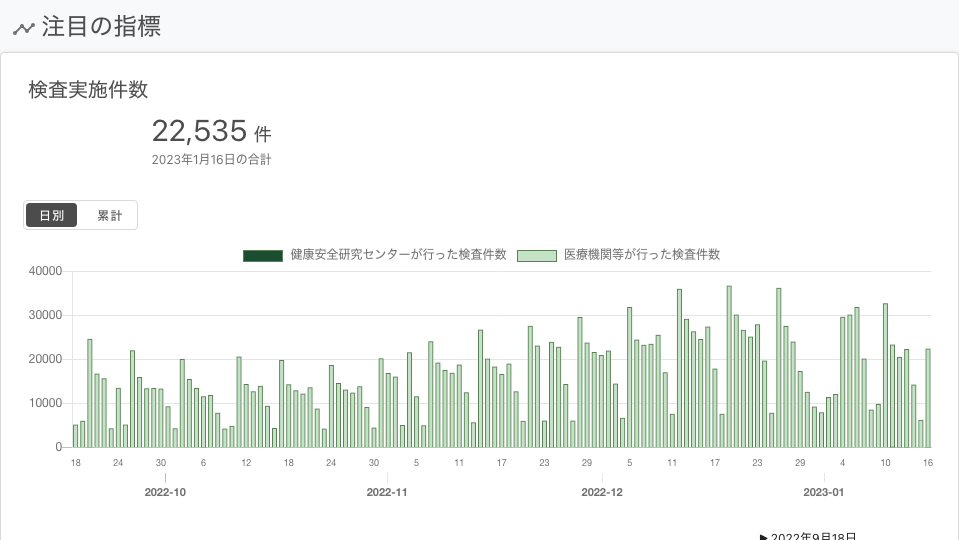 注目の指標
検査実施件数
22,535 件
2023年1月16日の合計
日別 累計
健康安全研究センターが行った検査件数 医療機関等が行った検査件数
40000
30000
20000
10000
0
18 24 30 6 12 18 24 30 5 11 17 23 29 5 11 17 23 29 4 10 16
2022-10 2022-11 2022-12 2023-01
▶ 2022年9月18日